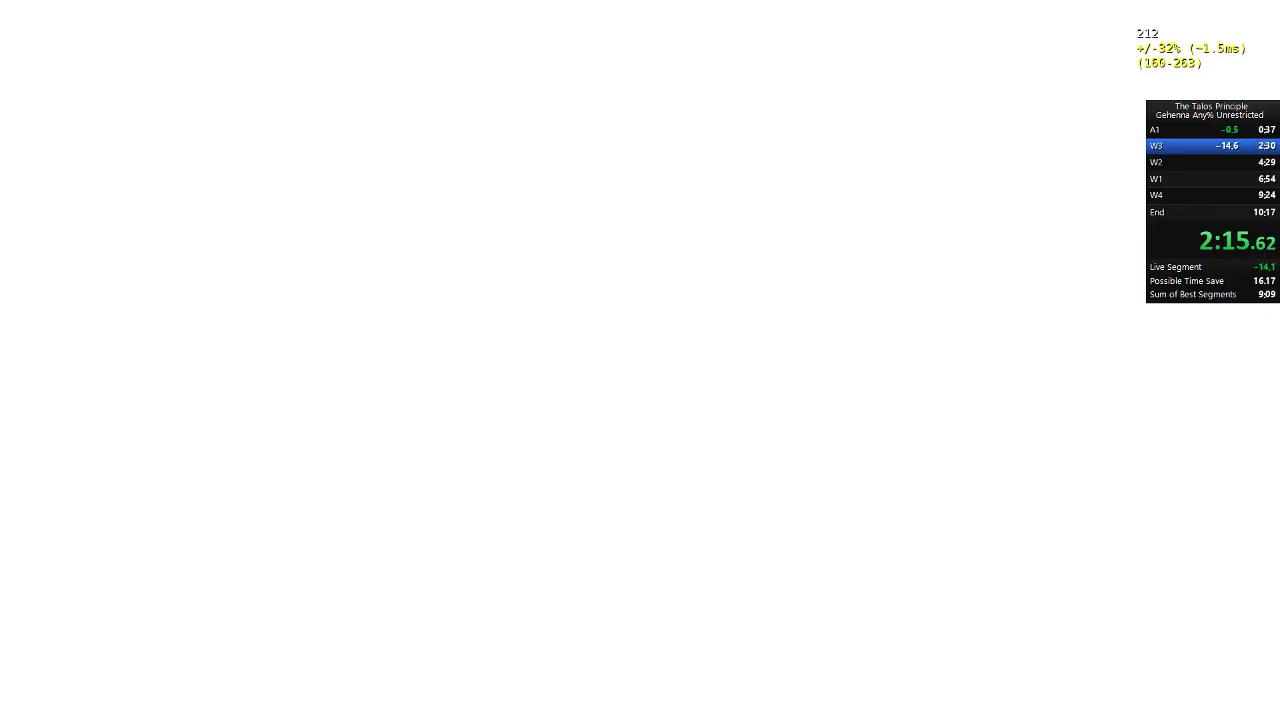 212
+/-32% (~1.5ms)
(160-263)
The Talos Principle
Gehenna Any% Unrestricted
A1 −0,5 0:37
W3 −14,6 2:30
W2 4:29
W1 6:54
W4 9:24
End 10:17
2:15.62
Live Segment −14,1
Possible Time Save 16.17
Sum of Best Segments 9:09